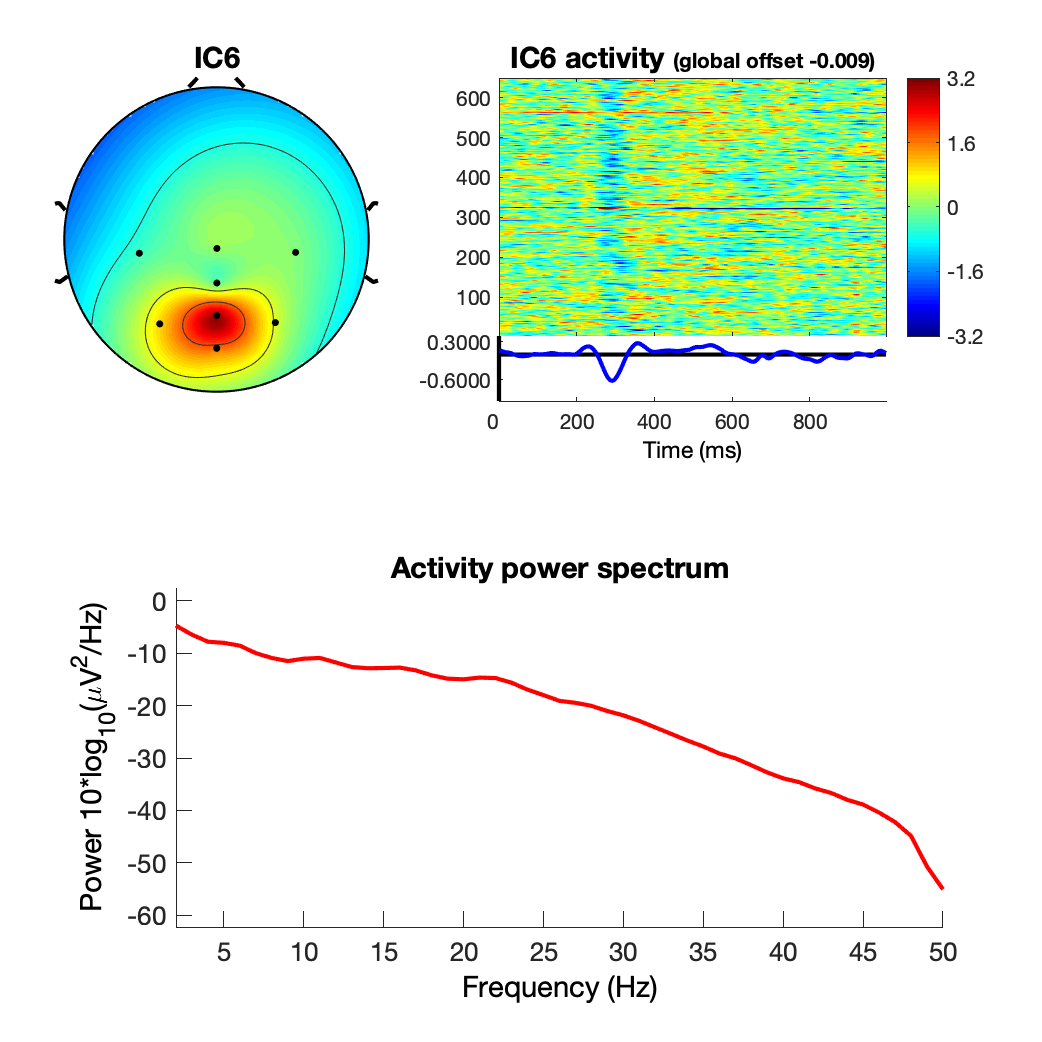 IC6
IC6 activity (global offset -0.009)
600
500
400
300
200
100
3.2
1.6
0
-1.6
-3.2
0.3000
-0.6000
0 200 400 600 800
Time (ms)
Activity power spectrum
Power 10*log10(μV2/Hz)
0
-10
-20
-30
-40
-50
-60
5 10 15 20 25 30 35 40 45 50
Frequency (Hz)